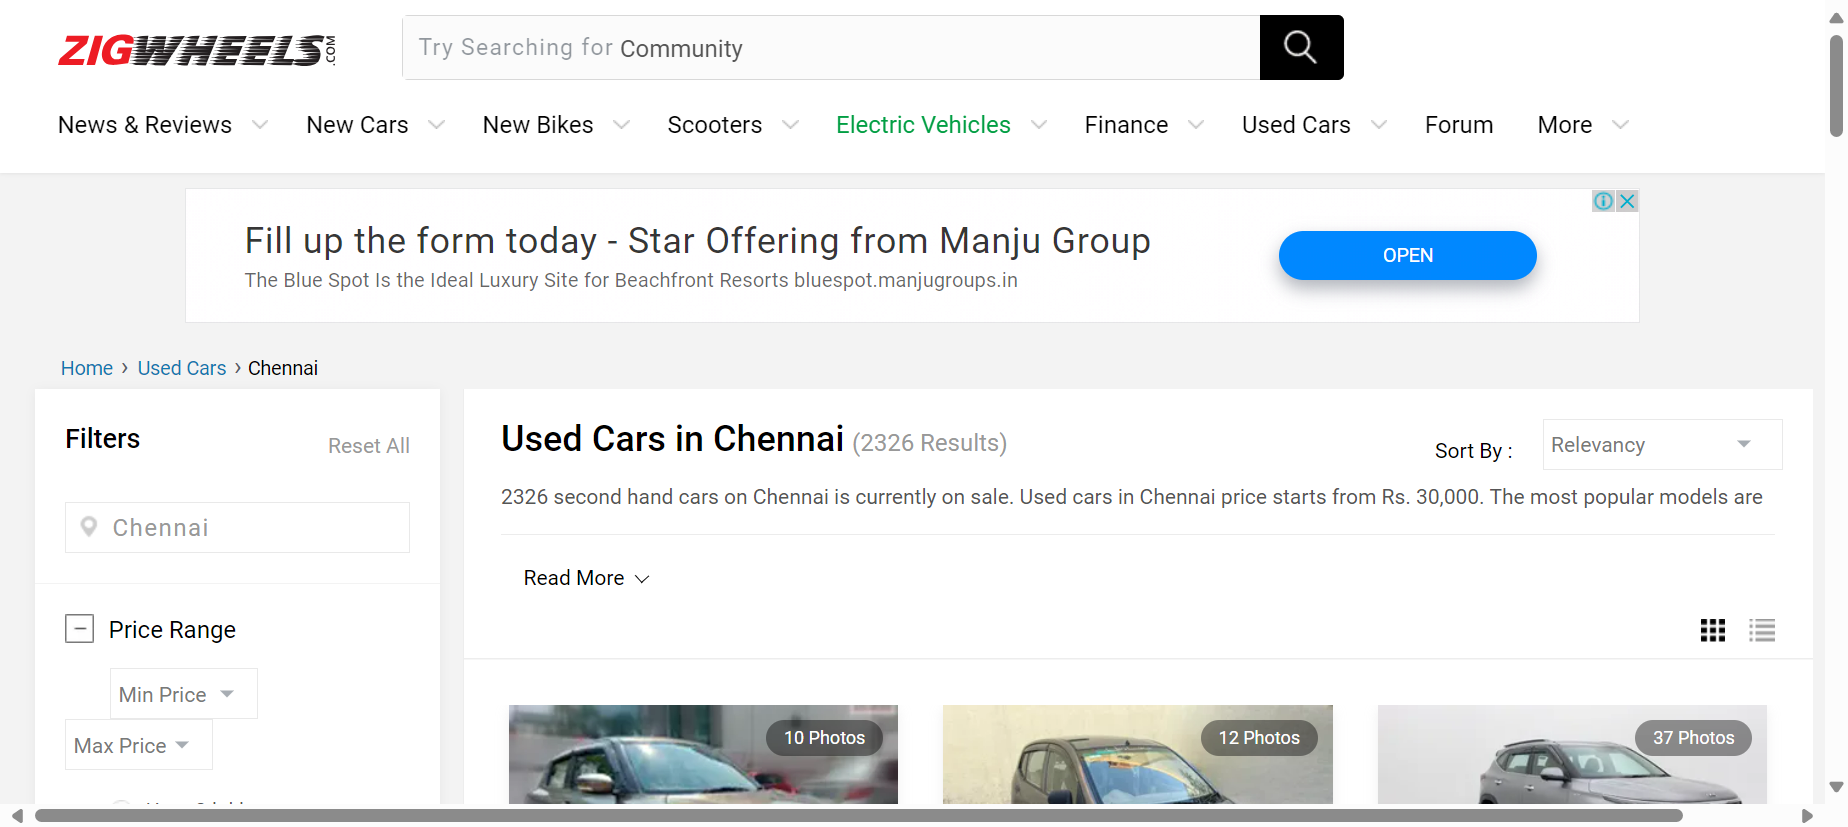 ZIGWHEELS.COM
Try Searching for Community
News & Reviews New Cars New Bikes Scooters Electric Vehicles Finance Used Cars Forum More
Fill up the form today - Star Offering from Manju Group
The Blue Spot Is the Ideal Luxury Site for Beachfront Resorts bluespot.manjugroups.in
OPEN
Home › Used Cars › Chennai
Filters
Reset All
Chennai
Price Range
Min Price
Max Price
Used Cars in Chennai (2326 Results)
Sort By :
Relevancy
2326 second hand cars on Chennai is currently on sale. Used cars in Chennai price starts from Rs. 30,000. The most popular models are
Read More
10 Photos
12 Photos
37 Photos